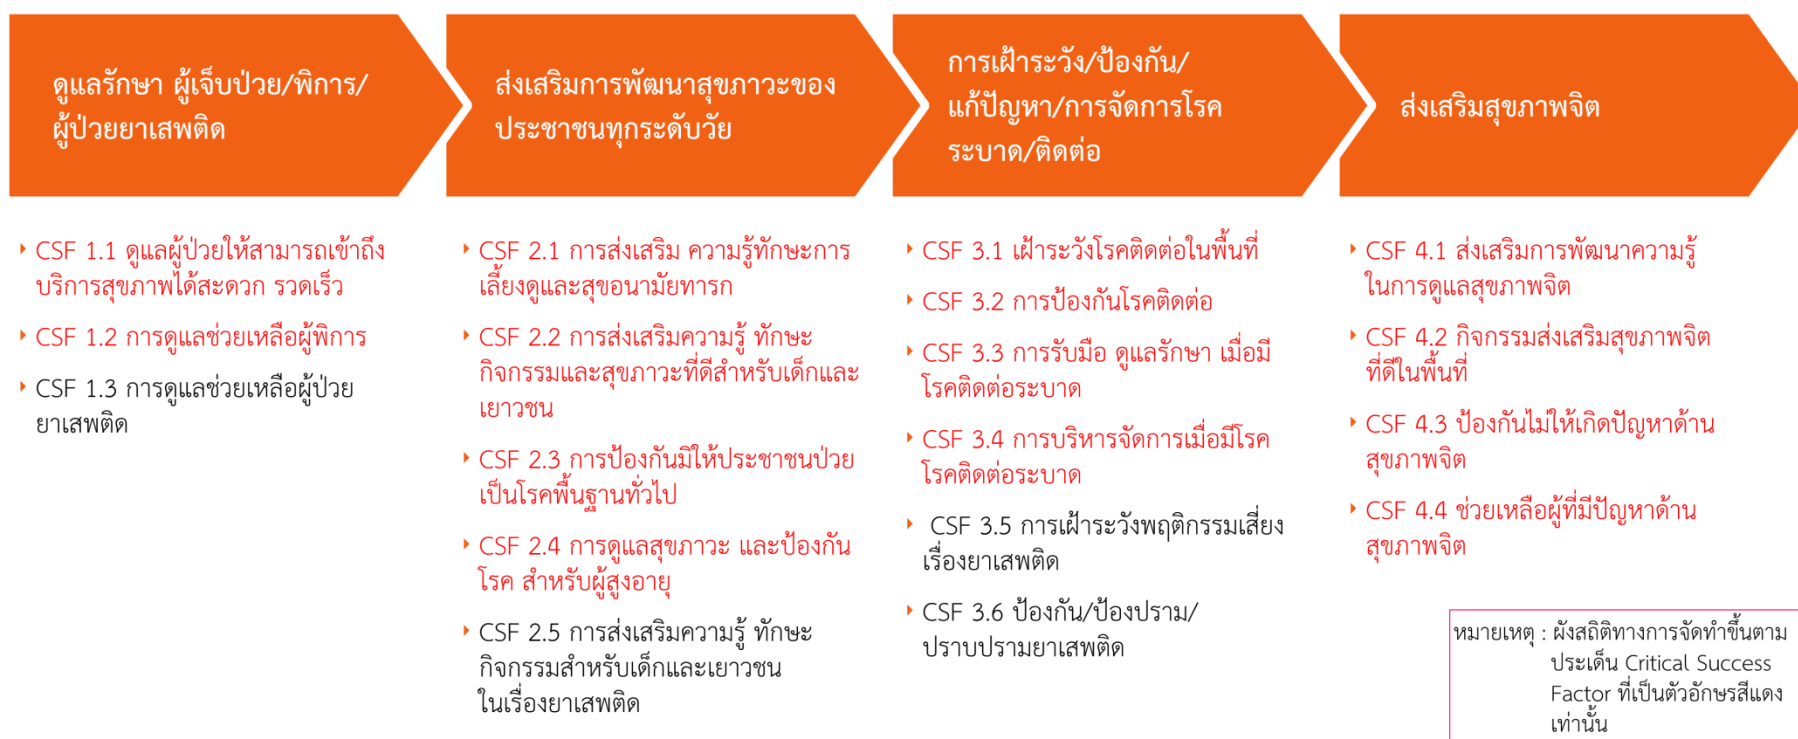 ดูแลรักษา ผู้เจ็บป่วย/พิการ/
ผู้ป่วยยาเสพติด
ส่งเสริมการพัฒนาสุขภาวะของ
ประชาชนทุกระดับวัย
การเฝ้าระวัง/ป้องกัน/
แก้ปัญหา/การจัดการโรค
ระบาด/ติดต่อ
ส่งเสริมสุขภาพจิต
CSF 1.1 ดูแลผู้ป่วยให้สามารถเข้าถึง
บริการสุขภาพได้สะดวก รวดเร็ว
CSF 1.2 การดูแลช่วยเหลือผู้พิการ
CSF 1.3 การดูแลช่วยเหลือผู้ป่วย
ยาเสพติด
CSF 2.1 การส่งเสริม ความรู้ทักษะการ
เลี้ยงดูและสุขอนามัยทารก
CSF 2.2 การส่งเสริมความรู้ ทักษะ
กิจกรรมและสุขภาวะที่ดีสำหรับเด็กและ
เยาวชน
CSF 2.3 การป้องกันมิให้ประชาชนป่วย
เป็นโรคพื้นฐานทั่วไป
CSF 2.4 การดูแลสุขภาวะ และป้องกัน
โรค สำหรับผู้สูงอายุ
CSF 2.5 การส่งเสริมความรู้ ทักษะ
กิจกรรมสำหรับเด็กและเยาวชน
ในเรื่องยาเสพติด
CSF 3.1 เฝ้าระวังโรคติดต่อในพื้นที่
CSF 3.2 การป้องกันโรคติดต่อ
CSF 3.3 การรับมือ ดูแลรักษา เมื่อมี
โรคติดต่อระบาด
CSF 3.4 การบริหารจัดการเมื่อมีโรค
โรคติดต่อระบาด
CSF 3.5 การเฝ้าระวังพฤติกรรมเสี่ยง
เรื่องยาเสพติด
CSF 3.6 ป้องกัน/ป้องปราม/
ปราบปรามยาเสพติด
CSF 4.1 ส่งเสริมการพัฒนาความรู้
ในการดูแลสุขภาพจิต
CSF 4.2 กิจกรรมส่งเสริมสุขภาพจิต
ที่ดีในพื้นที่
CSF 4.3 ป้องกันไม่ให้เกิดปัญหาด้าน
สุขภาพจิต
CSF 4.4 ช่วยเหลือผู้ที่มีปัญหาด้าน
สุขภาพจิต
หมายเหตุ : ผังสถิติทางการจัดทำขึ้นตาม
ประเด็น Critical Success
Factor ที่เป็นตัวอักษรสีแดง
เท่านั้น